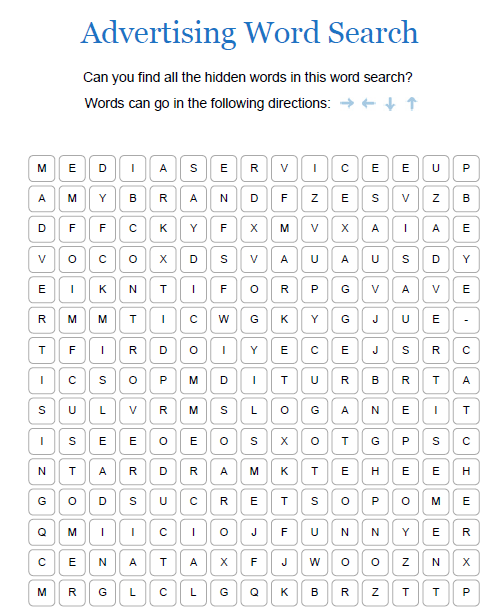 Advertising Word Search
Can you find all the hidden words in this word search?
Words can go in the following directions: → ← ↓ ↑
M E D I A S E R V I C E E U P
A M Y B R A N D F Z E S V Z B
D F F C K Y F X M V X A I A E
V O C O X D S V A U A U S D Y
E I K N T I F O R P G V A V E
R M M T I C W G K Y G J U E -
T F I R D O I Y E C E J S R C
I C S O P M D I T U R B R T A
S U L V R M S L O G A N E I T
I S E E O E O S X O T G P S C
N T A R D R A M K T E H E E H
G O D S U C R E T S O P O M E
Q M I I C I O J F U N N Y E R
C E N A T A X F J W O O Z N X
M R G L C L G Q K B R Z T T P